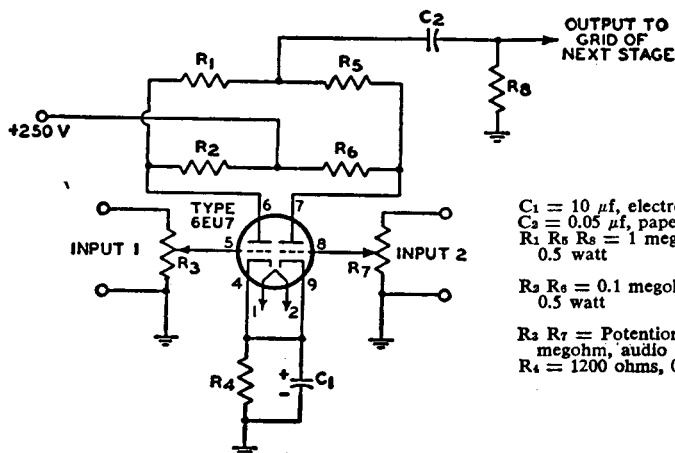 C2
OUTPUT TO
GRID OF
NEXT STAGE
R1
R5
R8
+250 V
R2
R6
TYPE
6EU7
6
7
INPUT 1
R3
5
8
R7
INPUT 2
4
9
1
2
R4
+
-
C1
C1 = 10 µf, electro
C2 = 0.05 µf, pape
R1 R5 R8 = 1 meg
0.5 watt
R2 R6 = 0.1 megoh
0.5 watt
R3 R7 = Potention
megohm, audio
R4 = 1200 ohms, 0